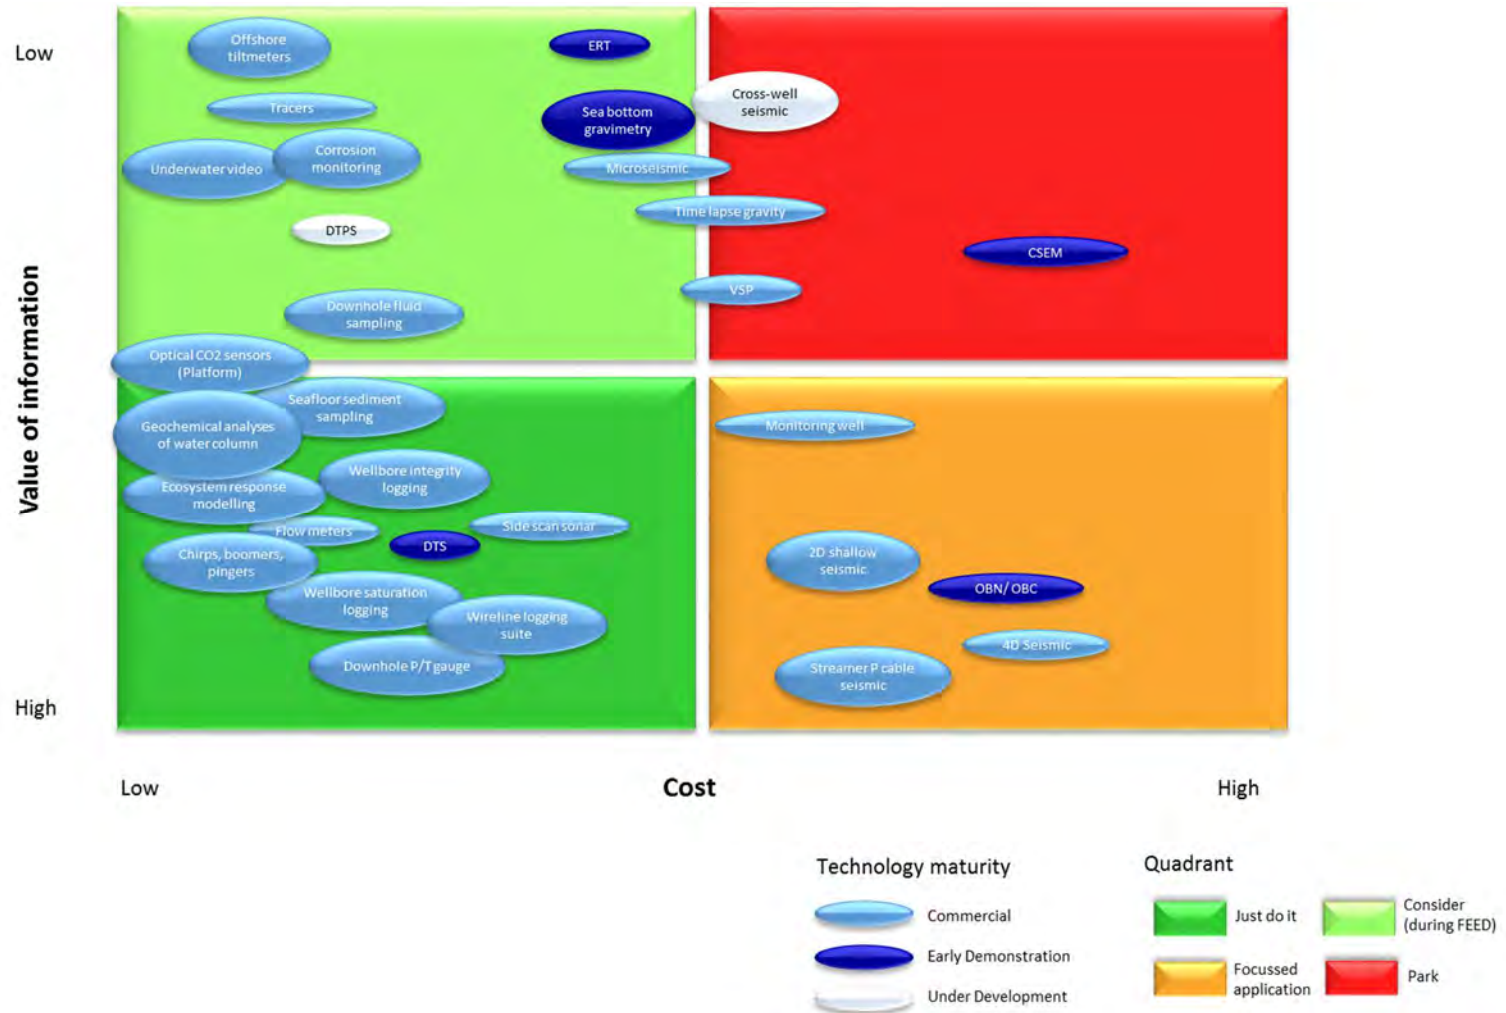 Low
Offshore
tiltmeters
ERT
Tracers
Cross-well
seismic
Sea bottom
gravimetry
Underwater video
Corrosion
monitoring
Microseismic
Time lapse gravity
DTPS
CSEM
VSP
Downhole fluid
sampling
Value of information
Optical CO2 sensors
(Platform)
Seafloor sediment
sampling
Geochemical analyses
of water column
Monitoring well
Wellbore integrity
logging
Ecosystem response
modelling
Flow meters
Side scan sonar
DTS
Chirps, boomers,
pingers
2D shallow
seismic
OBN/ OBC
Wellbore saturation
logging
Wireline logging
suite
4D Seismic
Downhole P/T gauge
Streamer P cable
seismic
High
Low
Cost
High
Technology maturity
Commercial
Early Demonstration
Under Development
Quadrant
Just do it
Consider
(during FEED)
Focussed
application
Park